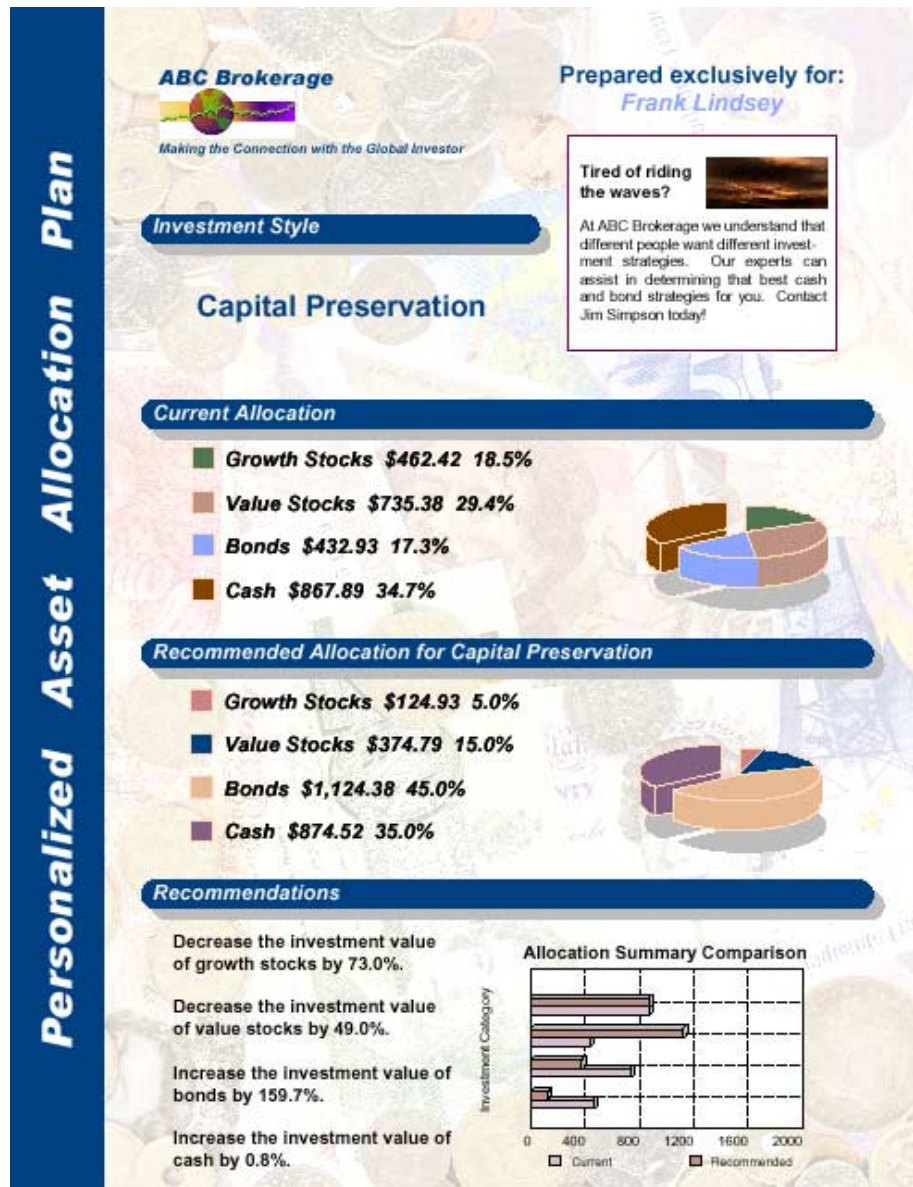 Personalized Asset Allocation Plan
ABC Brokerage
Making the Connection with the Global Investor
Prepared exclusively for:
Frank Lindsey
Tired of riding
the waves?
At ABC Brokerage we understand that
different people want different invest-
ment strategies. Our experts can
assist in determining that best cash
and bond strategies for you. Contact
Jim Simpson today!
Investment Style
Capital Preservation
Current Allocation
Growth Stocks $462.42 18.5%
Value Stocks $735.38 29.4%
Bonds $432.93 17.3%
Cash $867.89 34.7%
Recommended Allocation for Capital Preservation
Growth Stocks $124.93 5.0%
Value Stocks $374.79 15.0%
Bonds $1,124.38 45.0%
Cash $874.52 35.0%
Recommendations
Decrease the investment value
of growth stocks by 73.0%.
Decrease the investment value
of value stocks by 49.0%.
Increase the investment value of
bonds by 159.7%.
Increase the investment value of
cash by 0.8%.
Allocation Summary Comparison
Investment Category
0 400 800 1200 1600 2000
Current Recommended